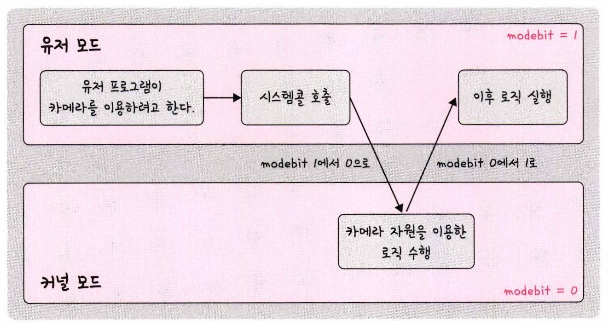 유저 모드
modebit = 1
유저 프로그램이
카메라를 이용하려고 한다.
시스템콜 호출
이후 로직 실행
modebit 1에서 0으로
modebit 0에서 1로
카메라 자원을 이용한
로직 수행
커널 모드
modebit = 0